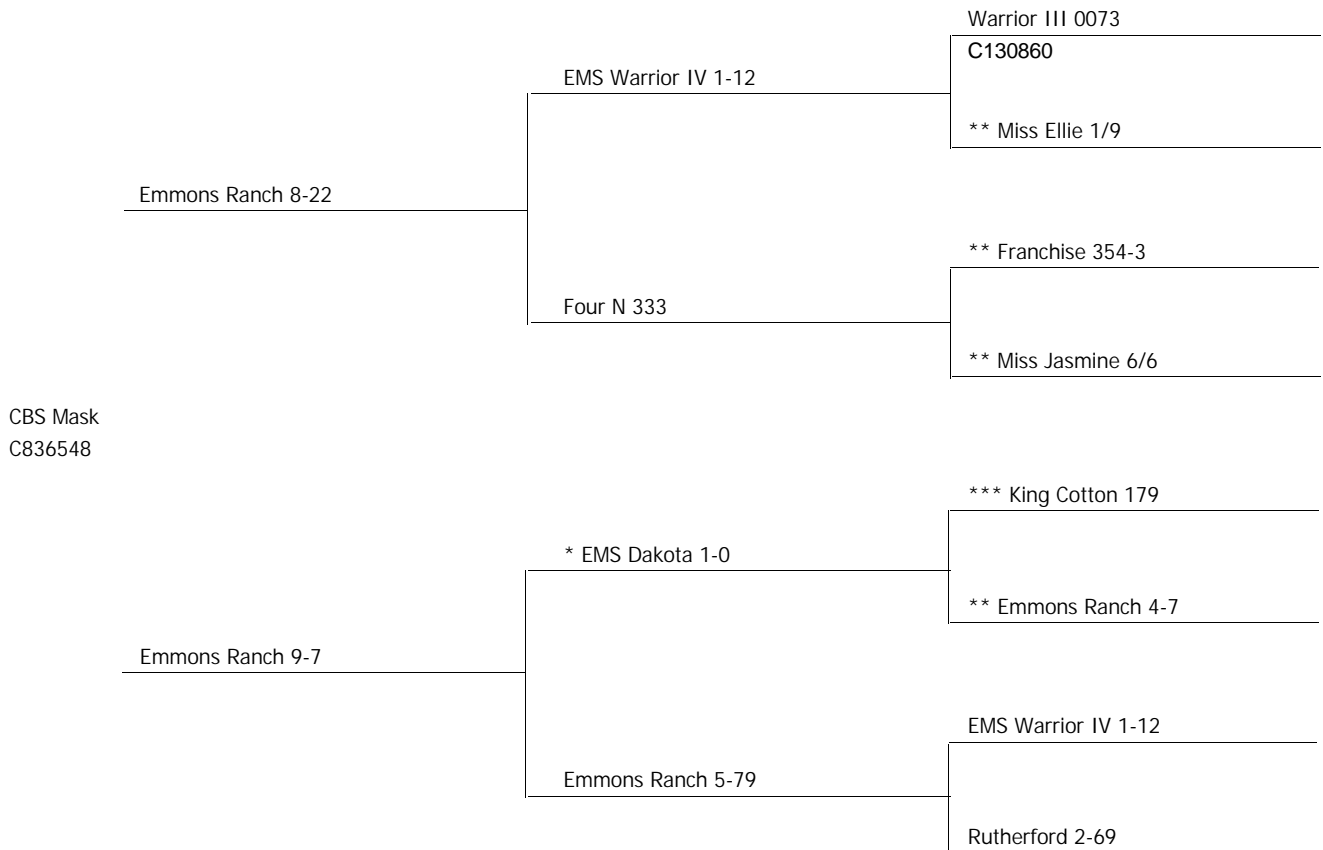 Warrior III 0073
C130860
EMS Warrior IV 1-12
** Miss Ellie 1/9
Emmons Ranch 8-22
** Franchise 354-3
Four N 333
** Miss Jasmine 6/6
CBS Mask
C836548
*** King Cotton 179
* EMS Dakota 1-0
** Emmons Ranch 4-7
Emmons Ranch 9-7
EMS Warrior IV 1-12
Emmons Ranch 5-79
Rutherford 2-69